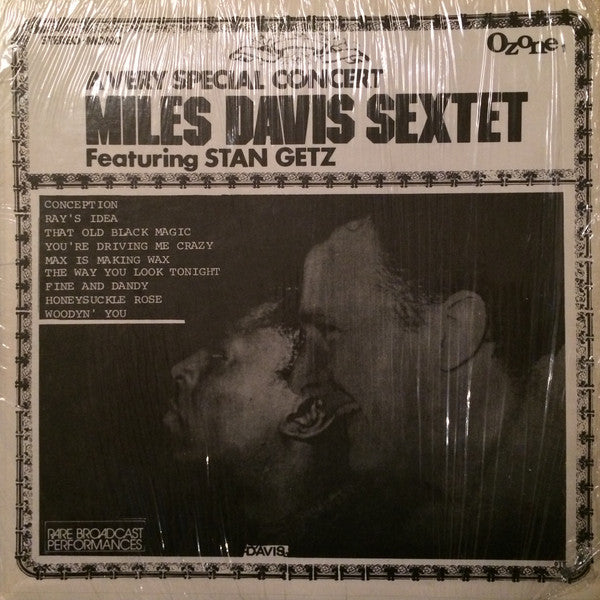 STEREO-MONO
Ozone
A VERY SPECIAL CONCERT
MILES DAVIS SEXTET
Featuring STAN GETZ
CONCEPTION
RAY'S IDEA
THAT OLD BLACK MAGIC
YOU'RE DRIVING ME CRAZY
MAX IS MAKING WAX
THE WAY YOU LOOK TONIGHT
FINE AND DANDY
HONEYSUCKLE ROSE
WOODYN' YOU
RARE BROADCAST
PERFORMANCES
DAVIS